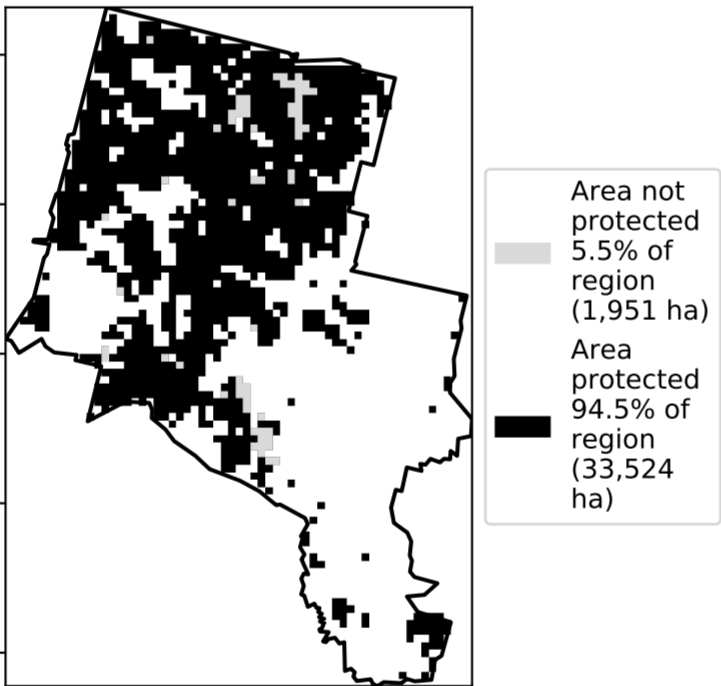 Area not
protected
5.5% of
region
(1,951 ha)
Area
protected
94.5% of
region
(33,524
ha)